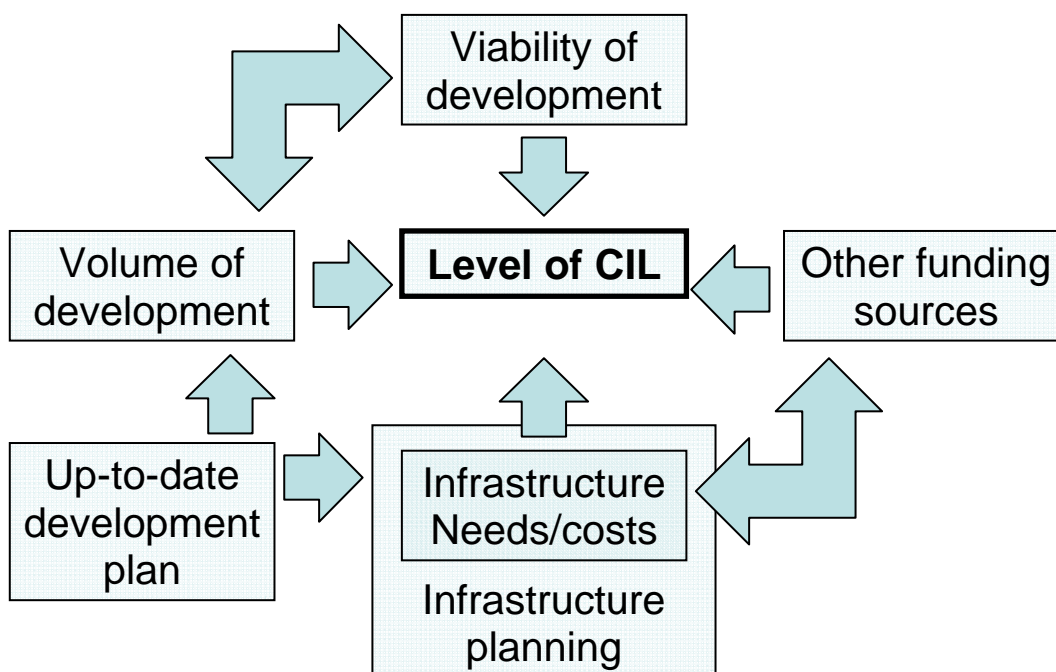 Viability of
development
Volume of
development
Level of CIL
Other funding
sources
Up-to-date
development
plan
Infrastructure
Needs/costs
Infrastructure
planning